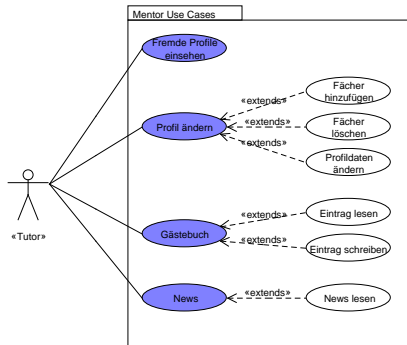 Mentor Use Cases
Fremde Profile
einsehen
Fächer
hinzufügen
«extends»
Profil ändern
«extends»
Fächer
löschen
«extends»
Profildaten
ändern
«Tutor»
Gästebuch
«extends»
Eintrag lesen
«extends»
Eintrag schreiben
News
«extends»
News lesen